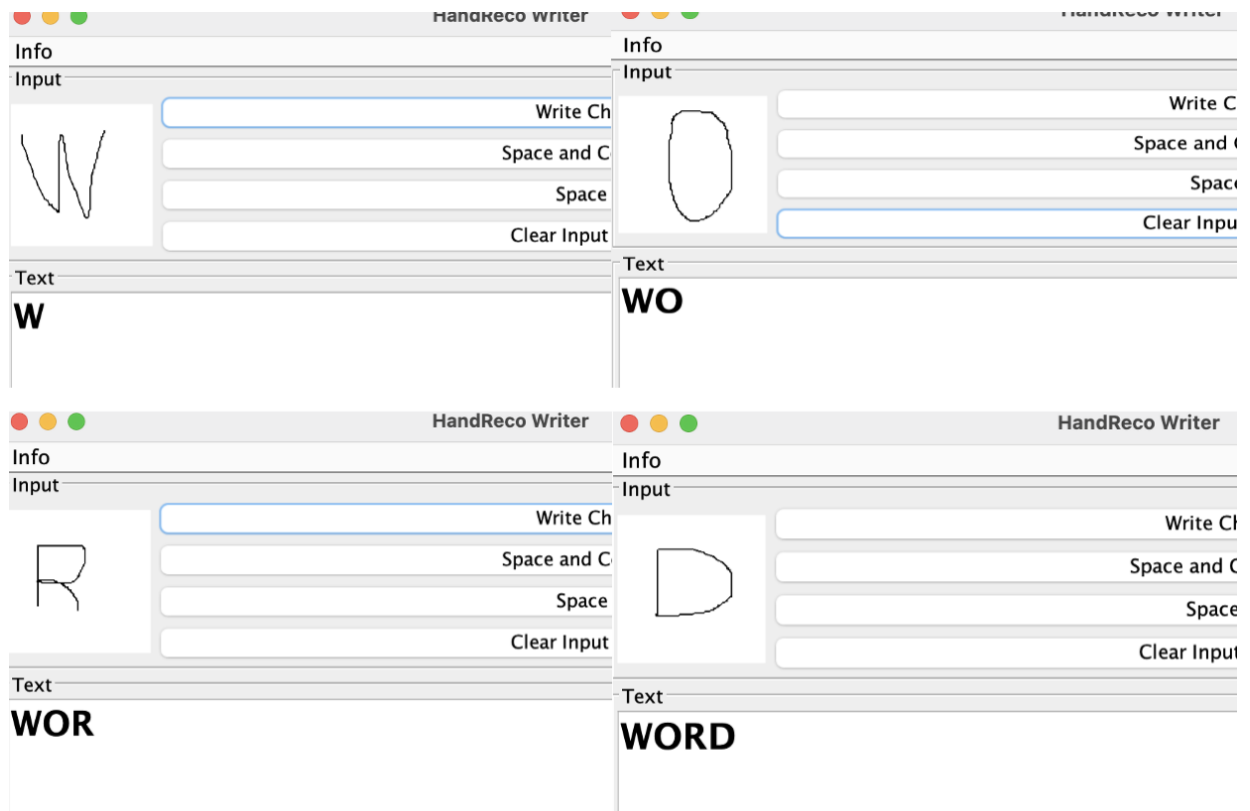 HandReco Writer
Info
Input
W
Write Ch
Space and C
Space
Clear Input
Text
W
HandReco Writer
Info
Input
O
Write C
Space and
Space
Clear Inpu
Text
WO
HandReco Writer
Info
Input
R
Write Ch
Space and C
Space
Clear Input
Text
WOR
HandReco Writer
Info
Input
D
Write Ch
Space and C
Space
Clear Input
Text
WORD